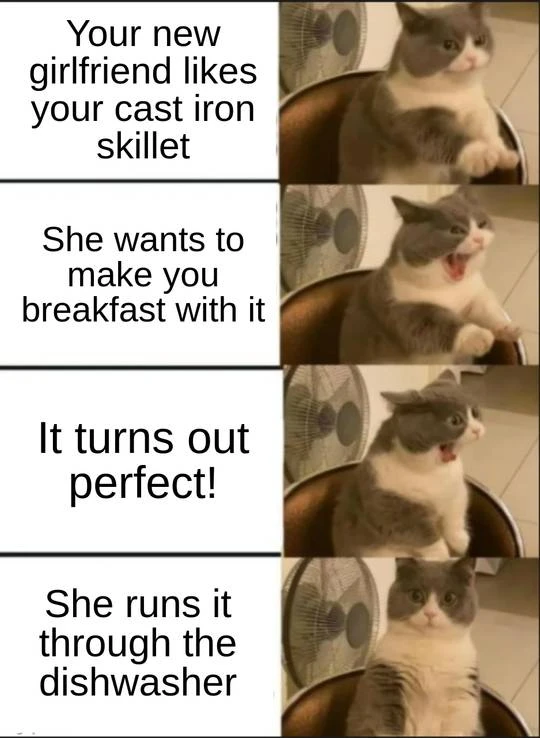 Your new
girlfriend likes
your cast iron
skillet
She wants to
make you
breakfast with it
It turns out
perfect!
She runs it
through the
dishwasher